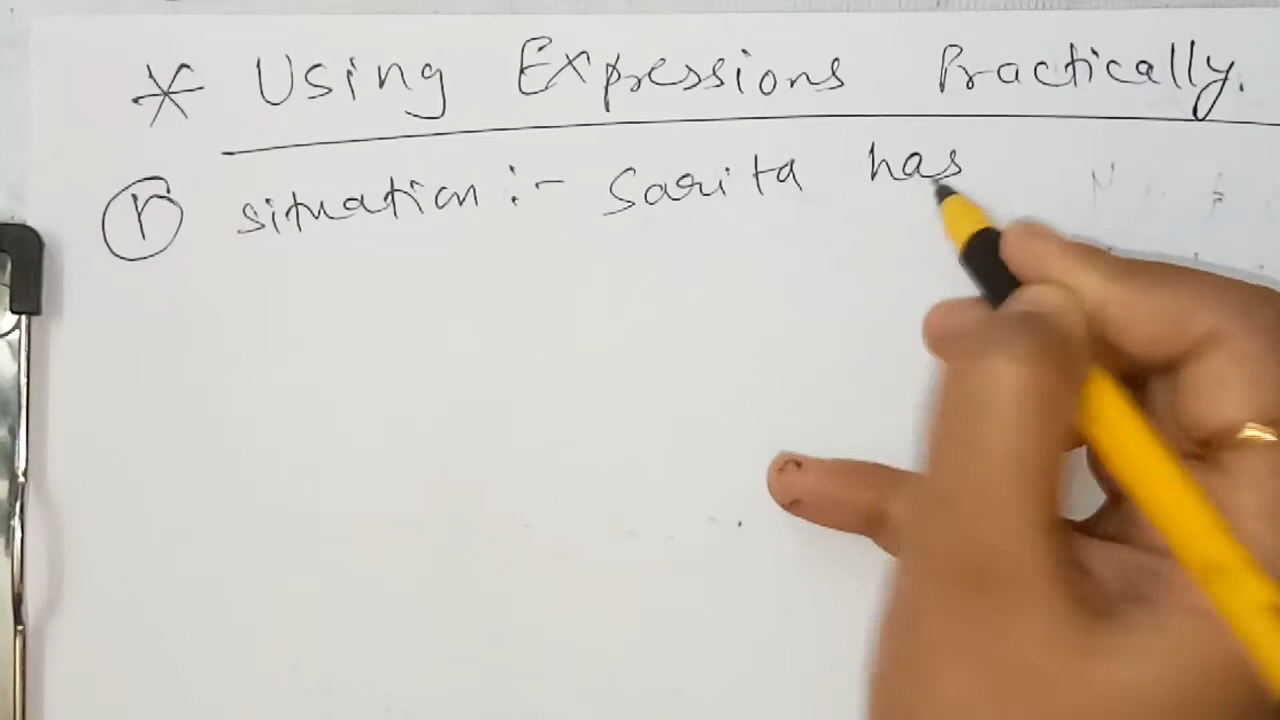 * Using Expressions Practically.
① situation :- Sarita has